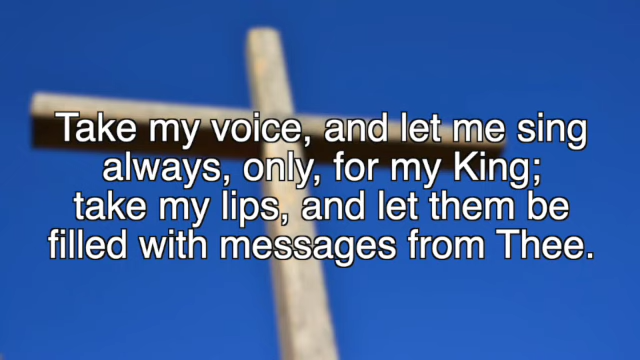 Take my voice, and let me sing
always, only, for my King;
take my lips, and let them be
filled with messages from Thee.